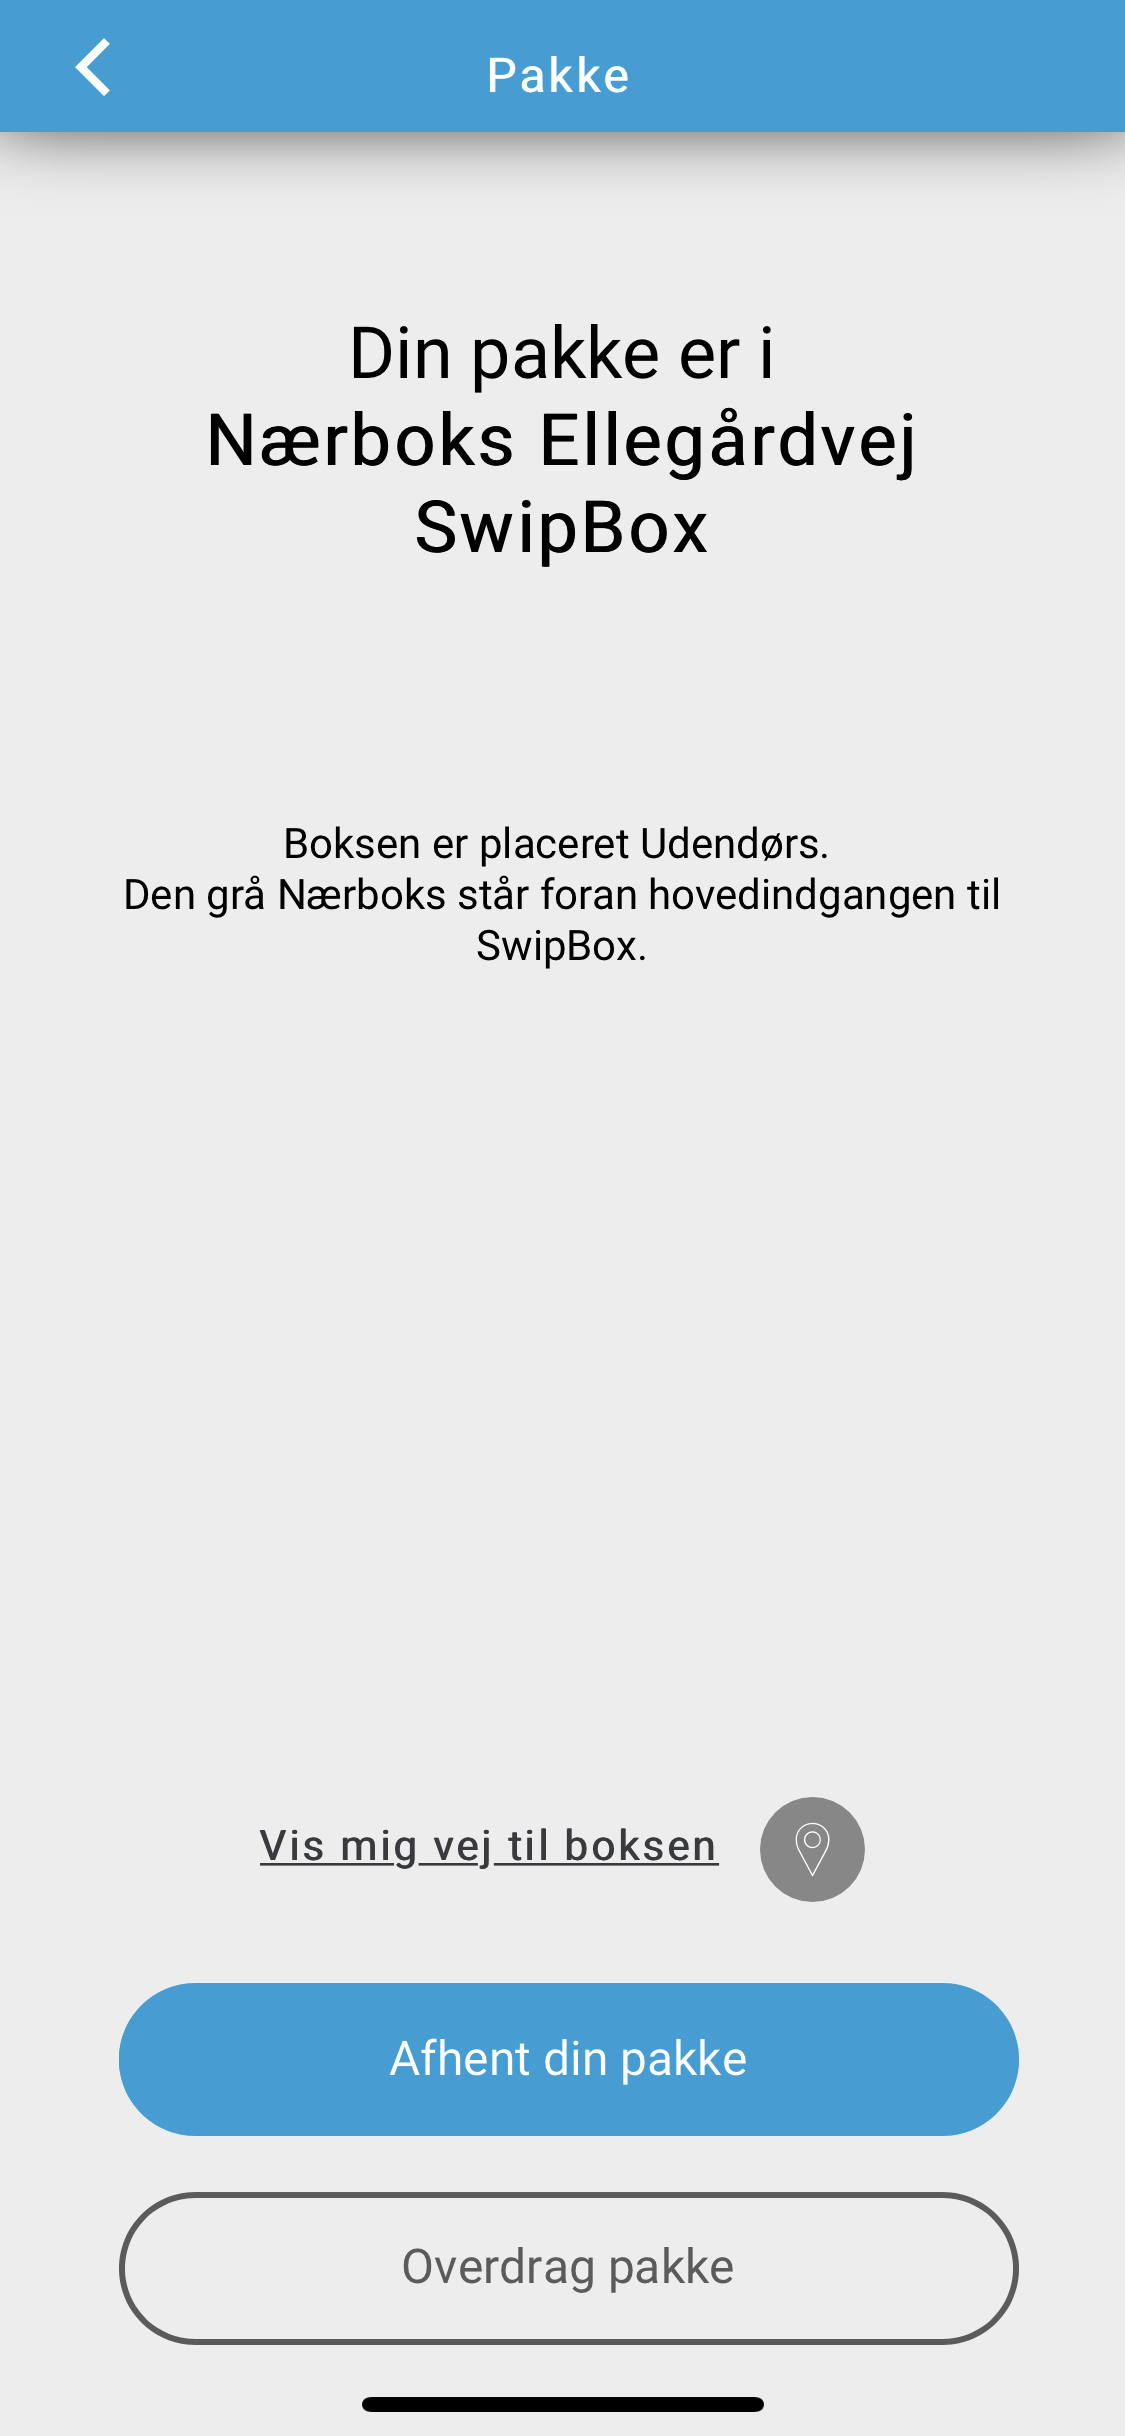 Pakke
Din pakke er i
Nærboks Ellegårdvej
SwipBox
Boksen er placeret Udendørs.
Den grå Nærboks står foran hovedindgangen til
SwipBox.
Vis mig vej til boksen
Afhent din pakke
Overdrag pakke